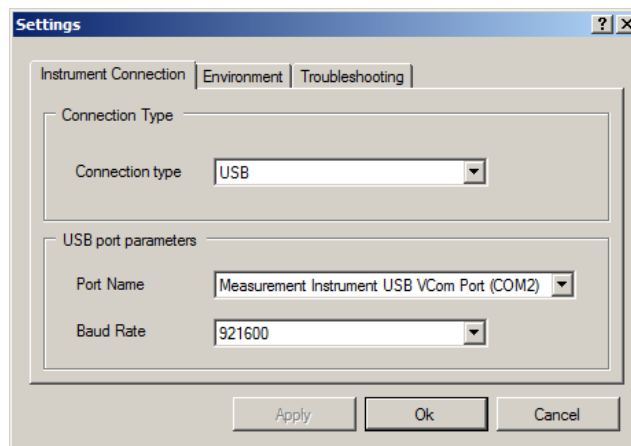 Settings
Instrument Connection Environment Troubleshooting
Connection Type
Connection type USB
USB port parameters
Port Name Measurement Instrument USB VCom Port (COM2)
Baud Rate 921600
Apply Ok Cancel